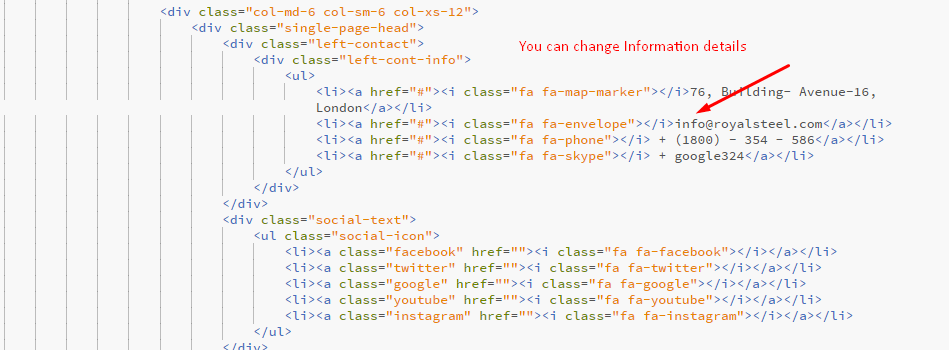 <div class="col-md-6 col-sm-6 col-xs-12">
<div class="single-page-head">
<div class="left-contact">
You can change Information details
<div class="left-cont-info">
<ul>
<li><a href="#"><i class="fa fa-map-marker"></i>76, Building- Avenue-16,
London</a></li>
<li><a href="#"><i class="fa fa-envelope"></i>info@royalsteel.com</a></li>
<li><a href="#"><i class="fa fa-phone"></i> + (1800) - 354 - 586</a></li>
<li><a href="#"><i class="fa fa-skype"></i> + google324</a></li>
</ul>
</div>
</div>
<div class="social-text">
<ul class="social-icon">
<li><a class="facebook" href=""><i class="fa fa-facebook"></i></a></li>
<li><a class="twitter" href=""><i class="fa fa-twitter"></i></a></li>
<li><a class="google" href=""><i class="fa fa-google"></i></a></li>
<li><a class="youtube" href=""><i class="fa fa-youtube"></i></a></li>
<li><a class="instagram" href=""><i class="fa fa-instagram"></i></a></li>
</ul>
</div>